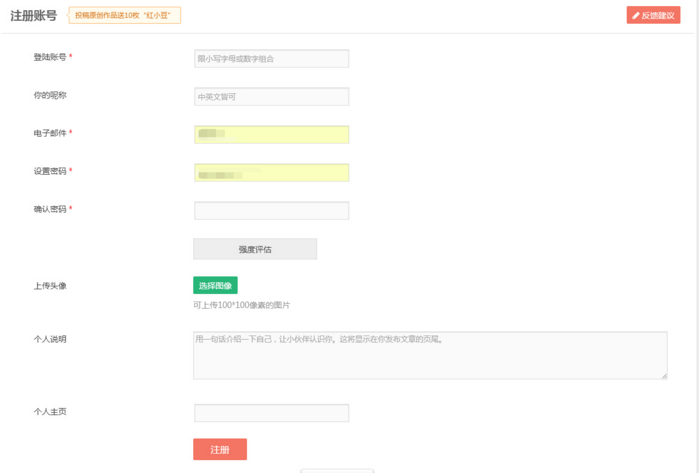 注册账号 投稿原创作品送10枚“红小豆” 反馈建议
登陆账号 * 限小写字母或数字组合
你的昵称 中英文皆可
电子邮件 *
设置密码 *
确认密码 *
强度评估
上传头像 选择图像
可上传100*100像素的图片
个人说明 用一句话介绍一下自己，让小伙伴认识你。这将显示在你发布文章的页尾。
个人主页
注册